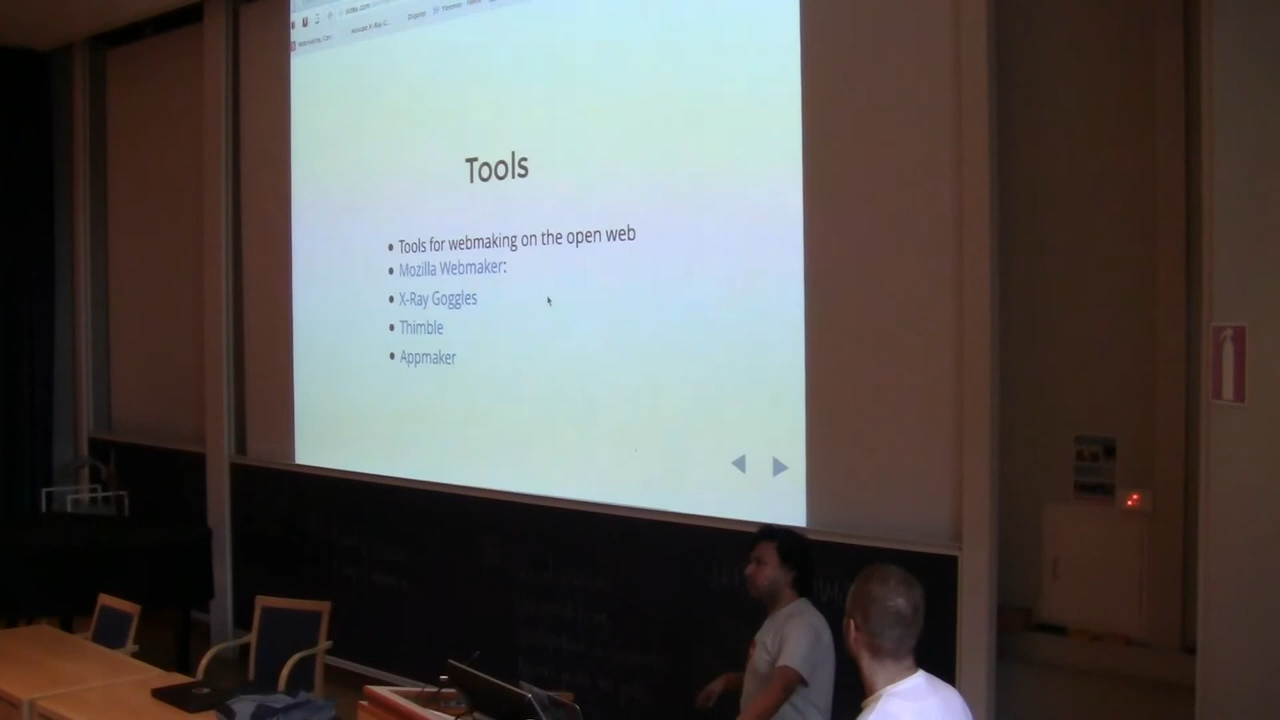 Tools
• Tools for webmaking on the open web
• Mozilla Webmaker:
• X-Ray Goggles
• Thimble
• Appmaker